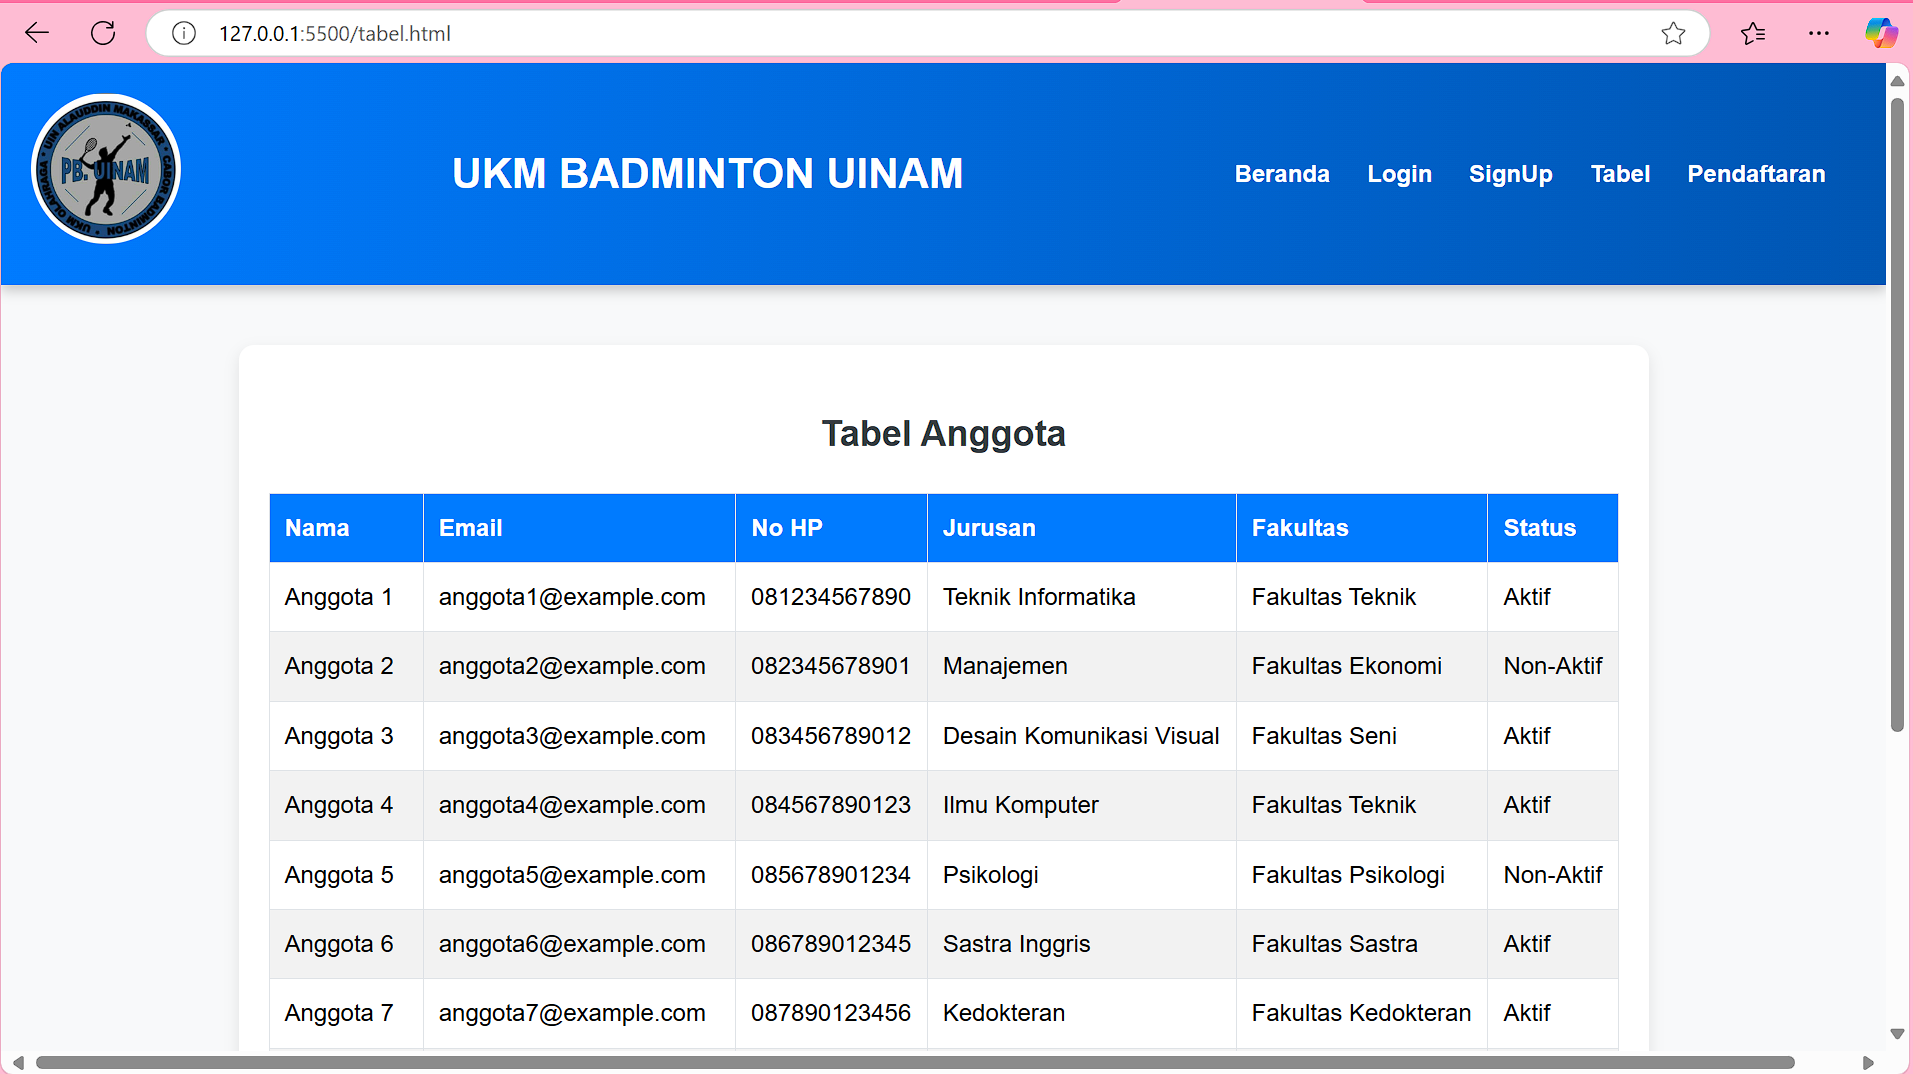 127.0.0.1:5500/tabel.html
UIN ALAUDDIN MAKASSAR • CABOR BADMINTON • UKM OLAHRAGA •
PB. UINAM
UKM BADMINTON UINAM
Beranda Login SignUp Tabel Pendaftaran
Tabel Anggota
Nama Email No HP Jurusan Fakultas Status
Anggota 1 anggota1@example.com 081234567890 Teknik Informatika Fakultas Teknik Aktif
Anggota 2 anggota2@example.com 082345678901 Manajemen Fakultas Ekonomi Non-Aktif
Anggota 3 anggota3@example.com 083456789012 Desain Komunikasi Visual Fakultas Seni Aktif
Anggota 4 anggota4@example.com 084567890123 Ilmu Komputer Fakultas Teknik Aktif
Anggota 5 anggota5@example.com 085678901234 Psikologi Fakultas Psikologi Non-Aktif
Anggota 6 anggota6@example.com 086789012345 Sastra Inggris Fakultas Sastra Aktif
Anggota 7 anggota7@example.com 087890123456 Kedokteran Fakultas Kedokteran Aktif